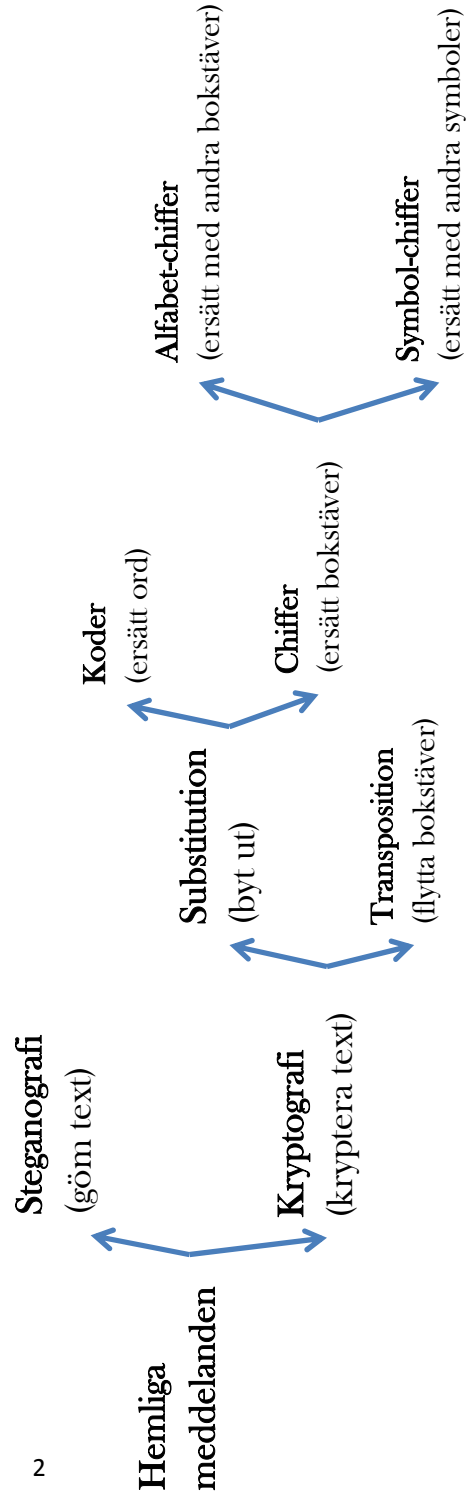 2
Hemliga
meddelanden
Steganografi
(göm text)
Kryptografi
(kryptera text)
Substitution
(byt ut)
Transposition
(flytta bokstäver)
Koder
(ersätt ord)
Chiffer
(ersätt bokstäver)
Alfabet-chiffer
(ersätt med andra bokstäver)
Symbol-chiffer
(ersätt med andra symboler)